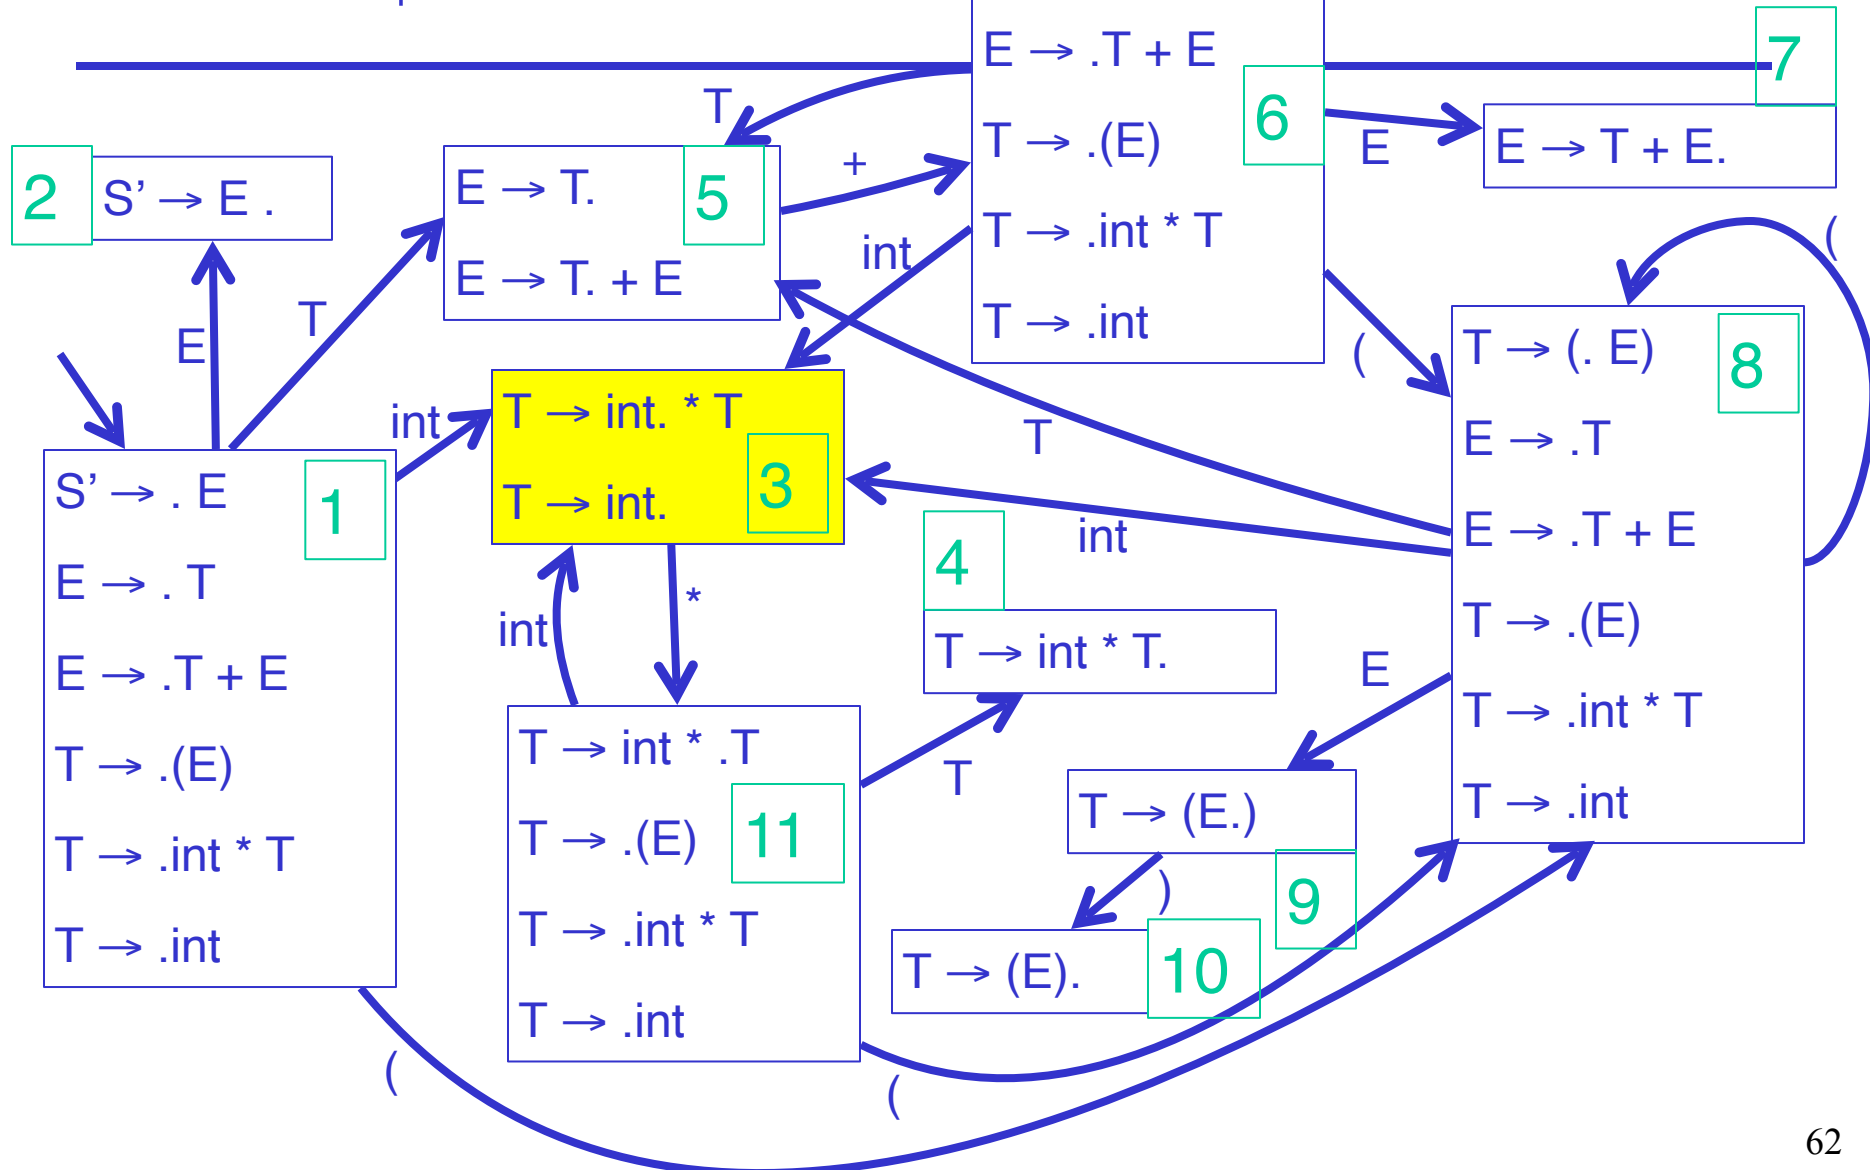 E → .T + E
T → .(E)
T → .int * T
T → .int
6
7
E → T + E.
E
2
S’ → E .
E → T.
E → T. + E
5
T
+
int
(
(
E
T
int
T → int. * T
T → int.
3
T
int
T → (. E)
E → .T
E → .T + E
T → .(E)
T → .int * T
T → .int
8
S’ → . E
E → . T
E → .T + E
T → .(E)
T → .int * T
T → .int
1
int
*
4
T → int * T.
E
T → int * .T
T → .(E)
T → .int * T
T → .int
11
T
T → (E.)
9
)
T → (E).
10
(
(
62